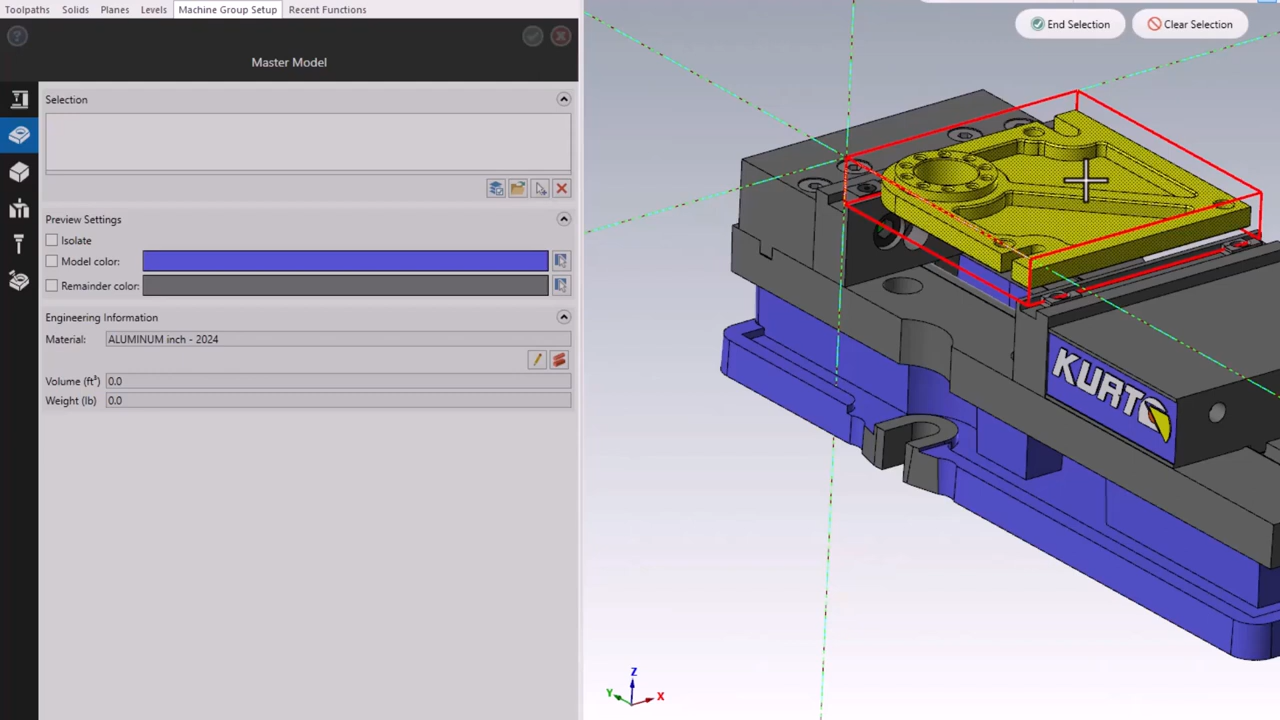 Toolpaths Solids Planes Levels Machine Group Setup Recent Functions
End Selection Clear Selection
?
Master Model
Selection
Preview Settings
Isolate
Model color:
Remainder color:
Engineering Information
Material: ALUMINUM inch - 2024
Volume (ft³) 0.0
Weight (lb) 0.0
KURT
Z
Y X